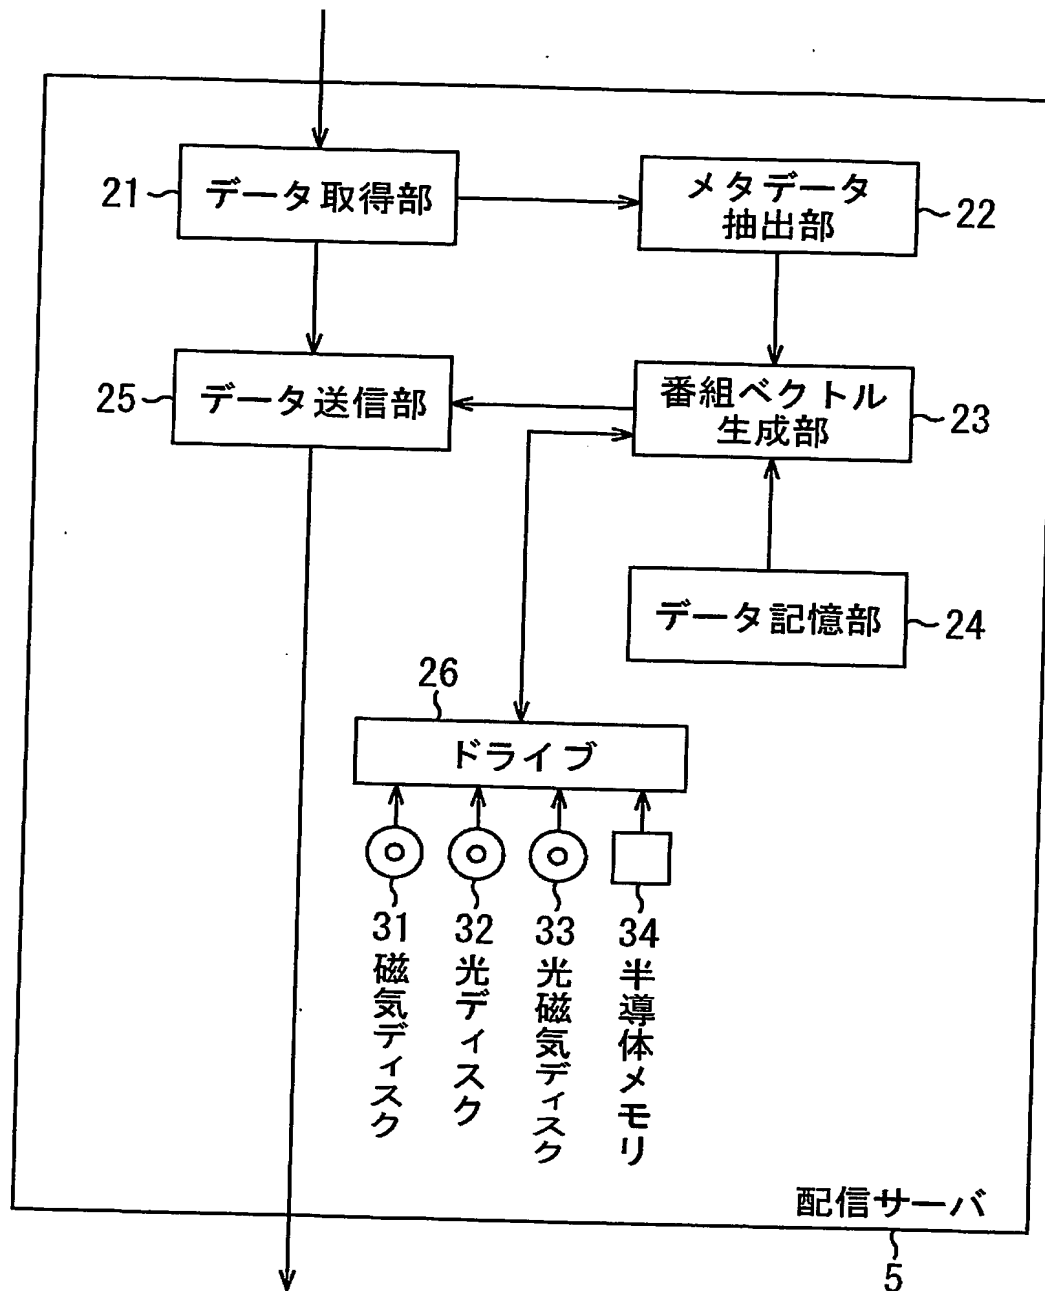 21
データ取得部
メタデータ
抽出部
22
25
データ送信部
番組ベクトル
生成部
23
データ記憶部
24
26
ドライブ
31
磁気ディスク
32
光ディスク
33
光磁気ディスク
34
半導体メモリ
配信サーバ
5